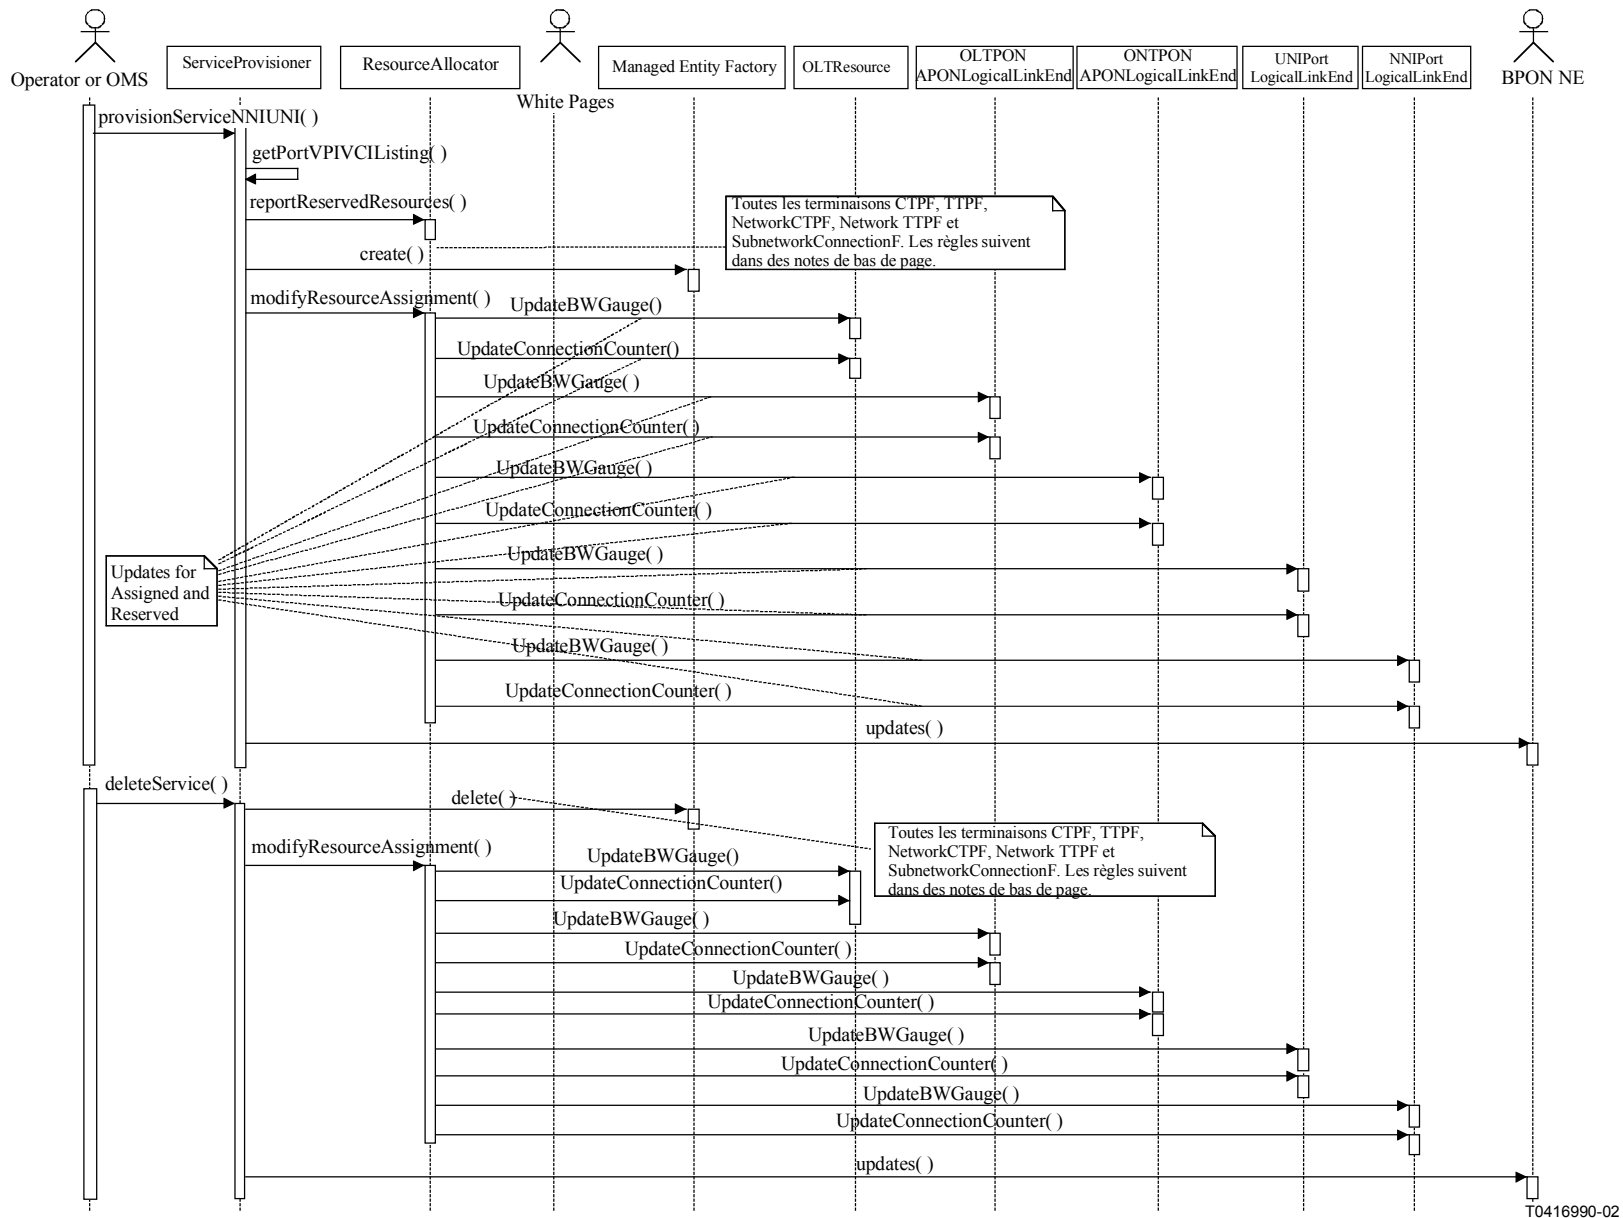 Operator or OMS
ServiceProvisioner
ResourceAllocator
White Pages
Managed Entity Factory
OLTResource
OLTPON
APONLogicalLinkEnd
ONTPON
APONLogicalLinkEnd
UNIPort
LogicalLinkEnd
NNIPort
LogicalLinkEnd
BPON NE
provisionServiceNNIUNI( )
getPortVPIVCIListing( )
reportReservedResources( )
Toutes les terminaisons CTPF, TTPF,
NetworkCTPF, Network TTPF et
SubnetworkConnectionF. Les règles suivent
dans des notes de bas de page.
create( )
modifyResourceAssignment( )
UpdateBWGauge()
UpdateConnectionCounter()
UpdateBWGauge( )
UpdateConnectionCounter( )
UpdateBWGauge( )
UpdateConnectionCounter( )
UpdateBWGauge( )
Updates for
Assigned and
Reserved
UpdateConnectionCounter( )
UpdateBWGauge( )
UpdateConnectionCounter( )
updates( )
deleteService( )
delete( )
Toutes les terminaisons CTPF, TTPF,
NetworkCTPF, Network TTPF et
SubnetworkConnectionF. Les règles suivent
dans des notes de bas de page.
modifyResourceAssignment( )
UpdateBWGauge()
UpdateConnectionCounter()
UpdateBWGauge( )
UpdateConnectionCounter( )
UpdateBWGauge( )
UpdateConnectionCounter( )
UpdateBWGauge( )
UpdateConnectionCounter( )
UpdateBWGauge( )
UpdateConnectionCounter( )
updates( )
T0416990-02